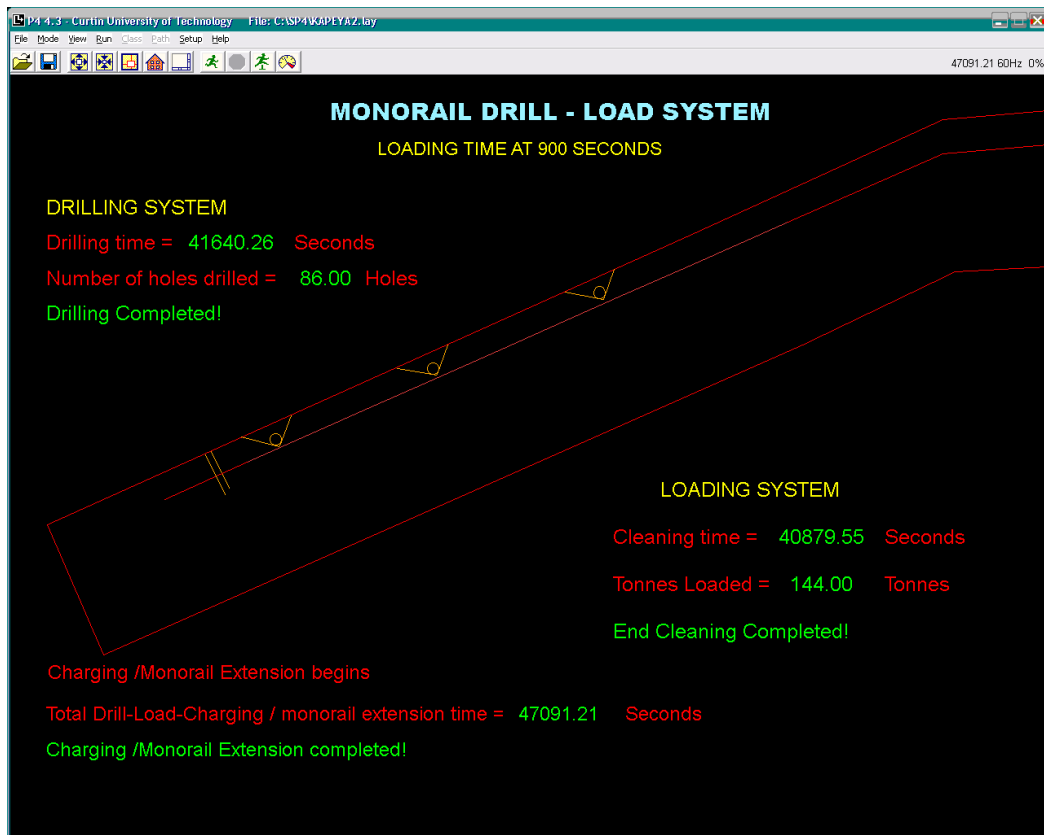 P4 4.3 - Curtin University of Technology    File: C:\SP4\KAPEYA2.lay
File Mode View Run Class Path Setup Help
47091.21 60Hz 0%
MONORAIL DRILL - LOAD SYSTEM
LOADING TIME AT 900 SECONDS
DRILLING SYSTEM
Drilling time = 41640.26 Seconds
Number of holes drilled = 86.00 Holes
Drilling Completed!
LOADING SYSTEM
Cleaning time = 40879.55 Seconds
Tonnes Loaded = 144.00 Tonnes
End Cleaning Completed!
Charging /Monorail Extension begins
Total Drill-Load-Charging / monorail extension time = 47091.21 Seconds
Charging /Monorail Extension completed!